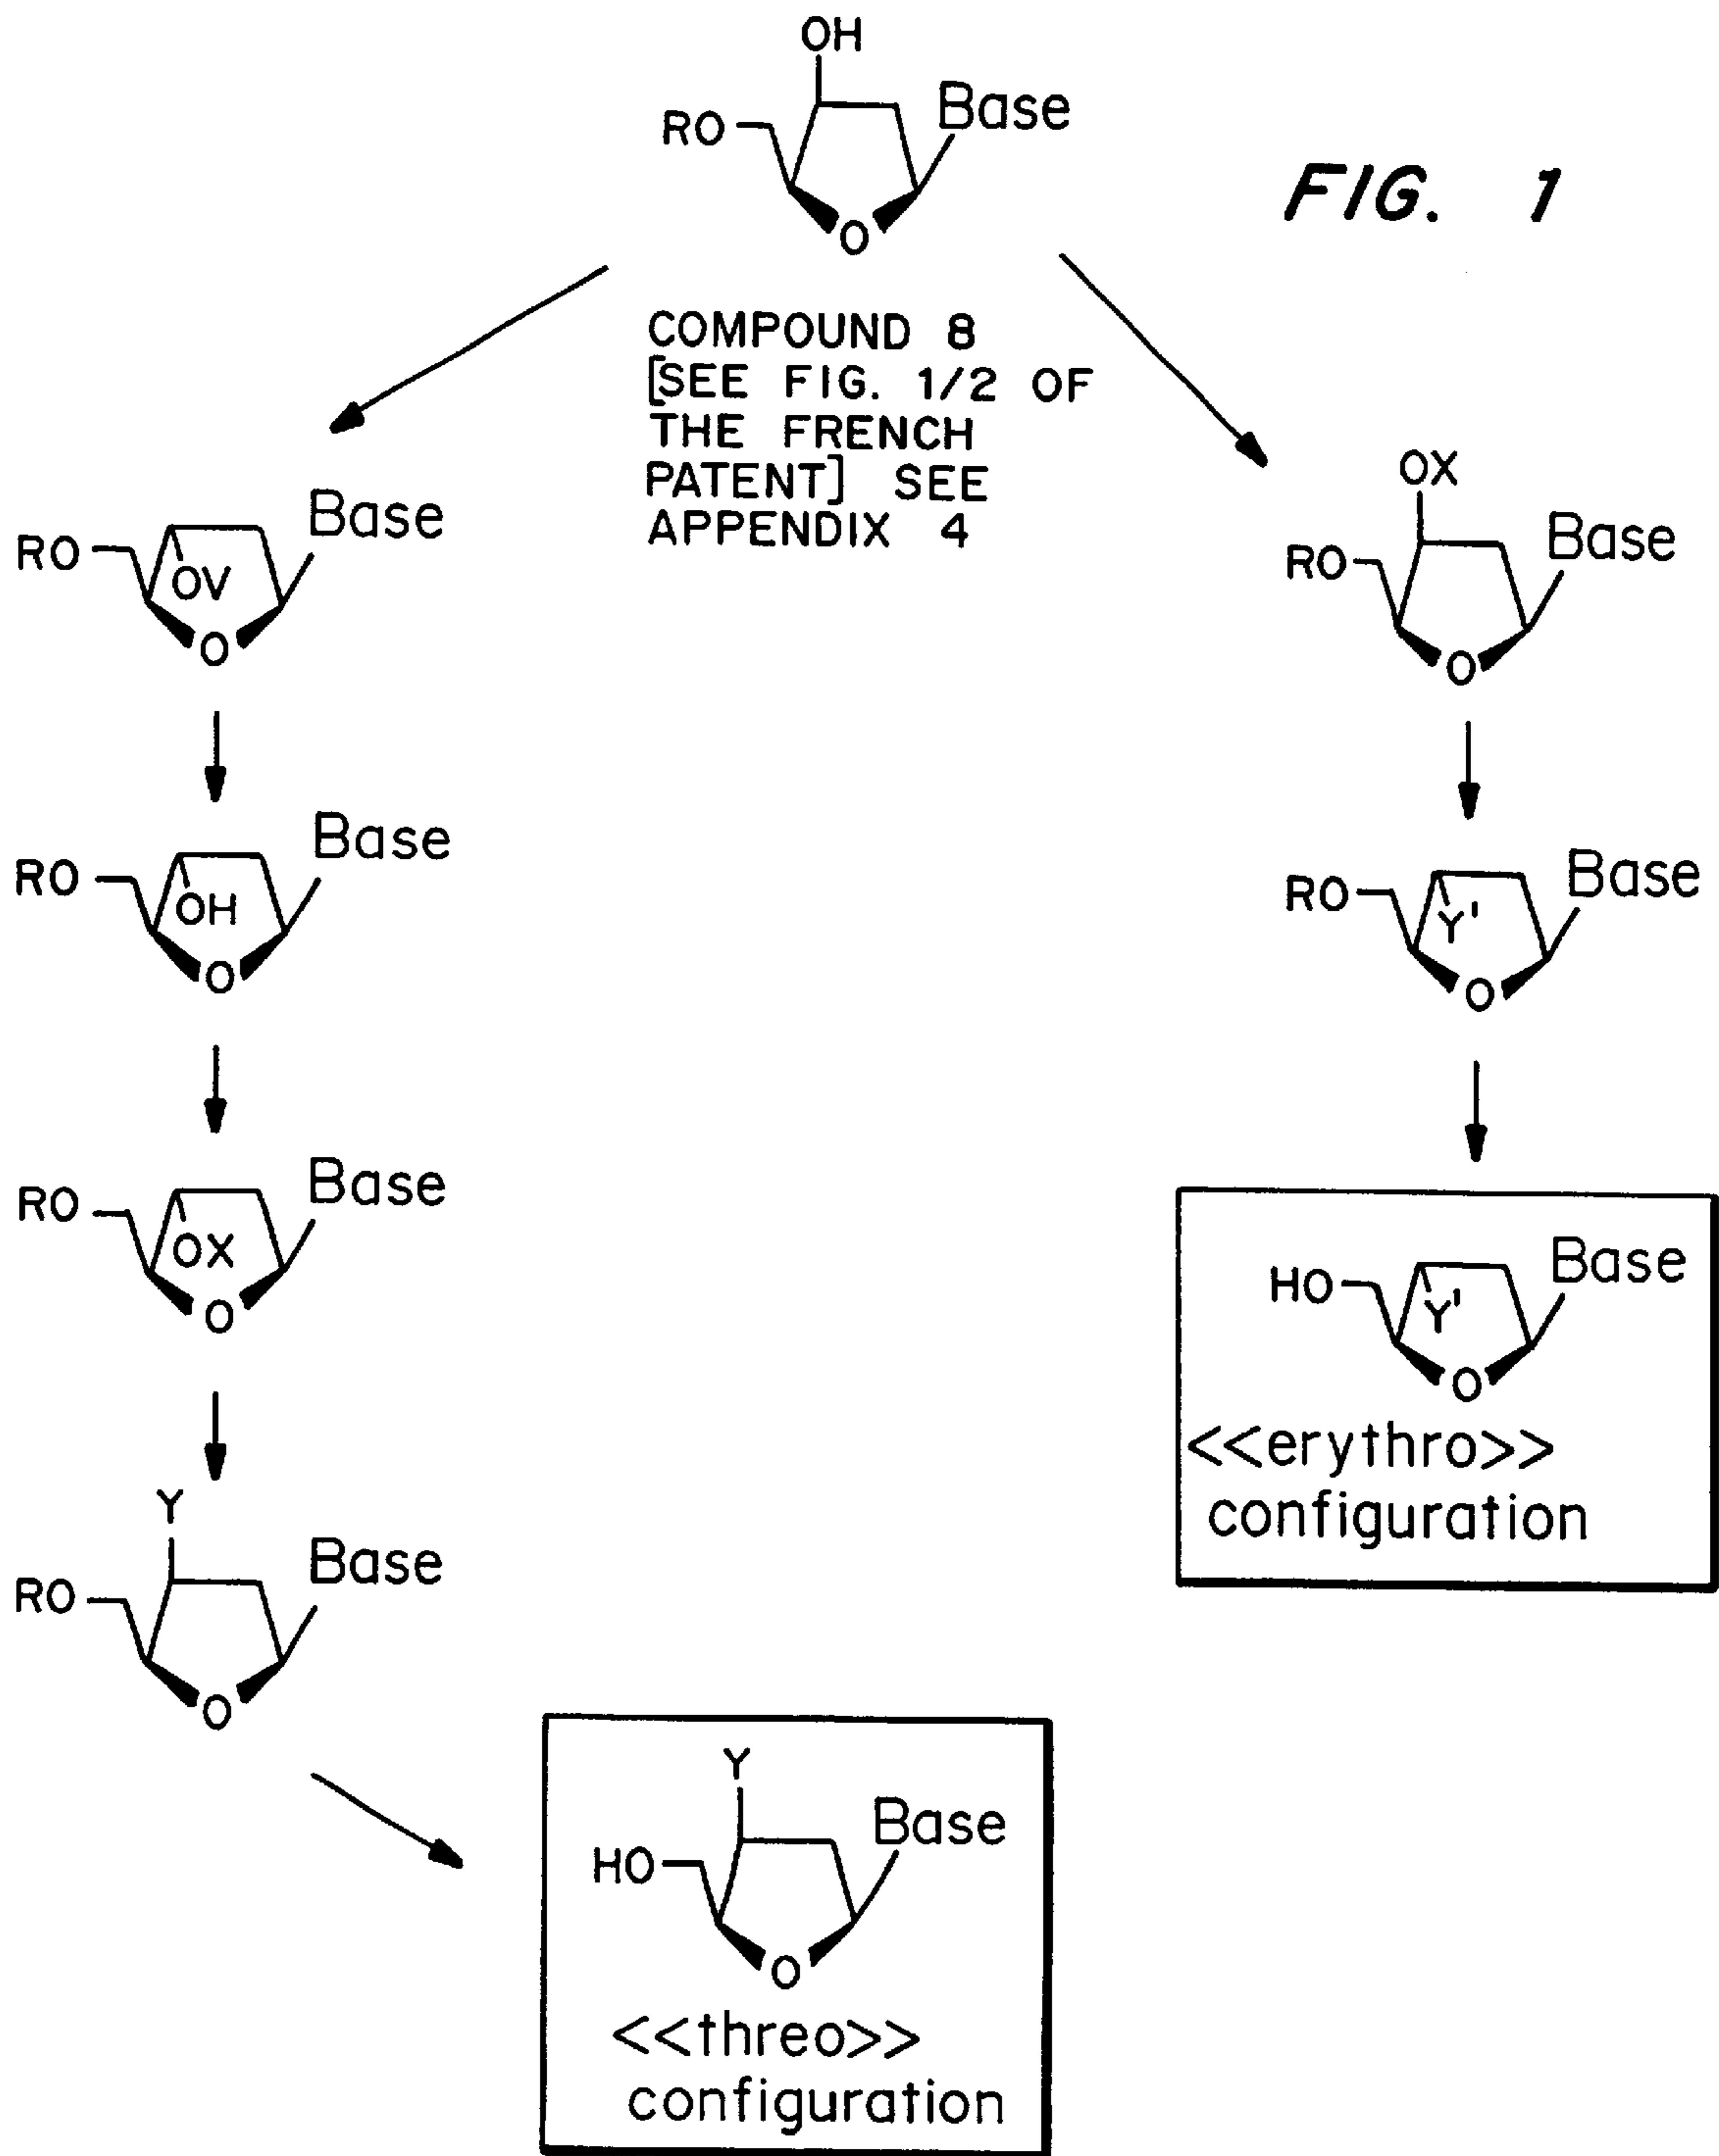 OH
RO
Base
O
FIG. 1
COMPOUND 8
[SEE FIG. 1/2 OF
THE FRENCH
PATENT] SEE
APPENDIX 4
RO
OV
Base
O
RO
OH
Base
O
RO
OX
Base
O
Y
RO
Base
O
Y
HO
Base
O
<<threo>>
configuration
OX
RO
Base
O
RO
Y'
Base
O
HO
Y'
Base
O
<<erythro>>
configuration